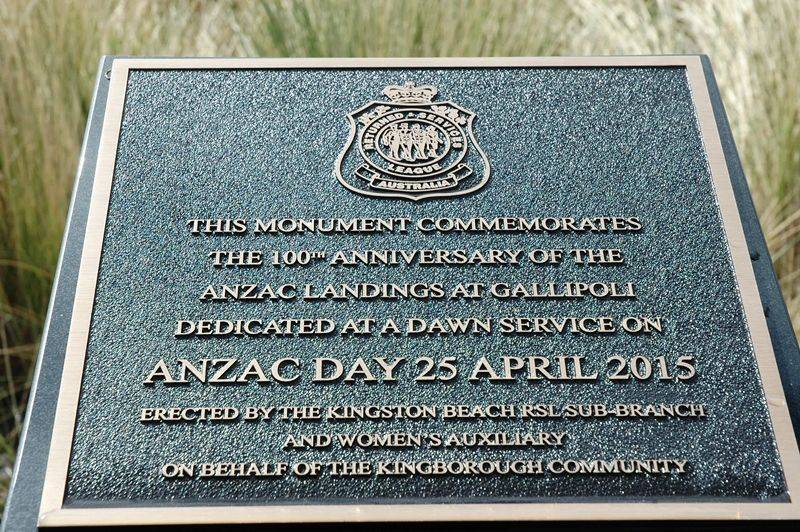 RETURNED & SERVICES
LEAGUE
AUSTRALIA
THIS MONUMENT COMMEMORATES
THE 100TH ANNIVERSARY OF THE
ANZAC LANDINGS AT GALLIPOLI
DEDICATED AT A DAWN SERVICE ON
ANZAC DAY 25 APRIL 2015
ERECTED BY THE KINGSTON BEACH RSL SUB-BRANCH
AND WOMEN'S AUXILIARY
ON BEHALF OF THE KINGBOROUGH COMMUNITY